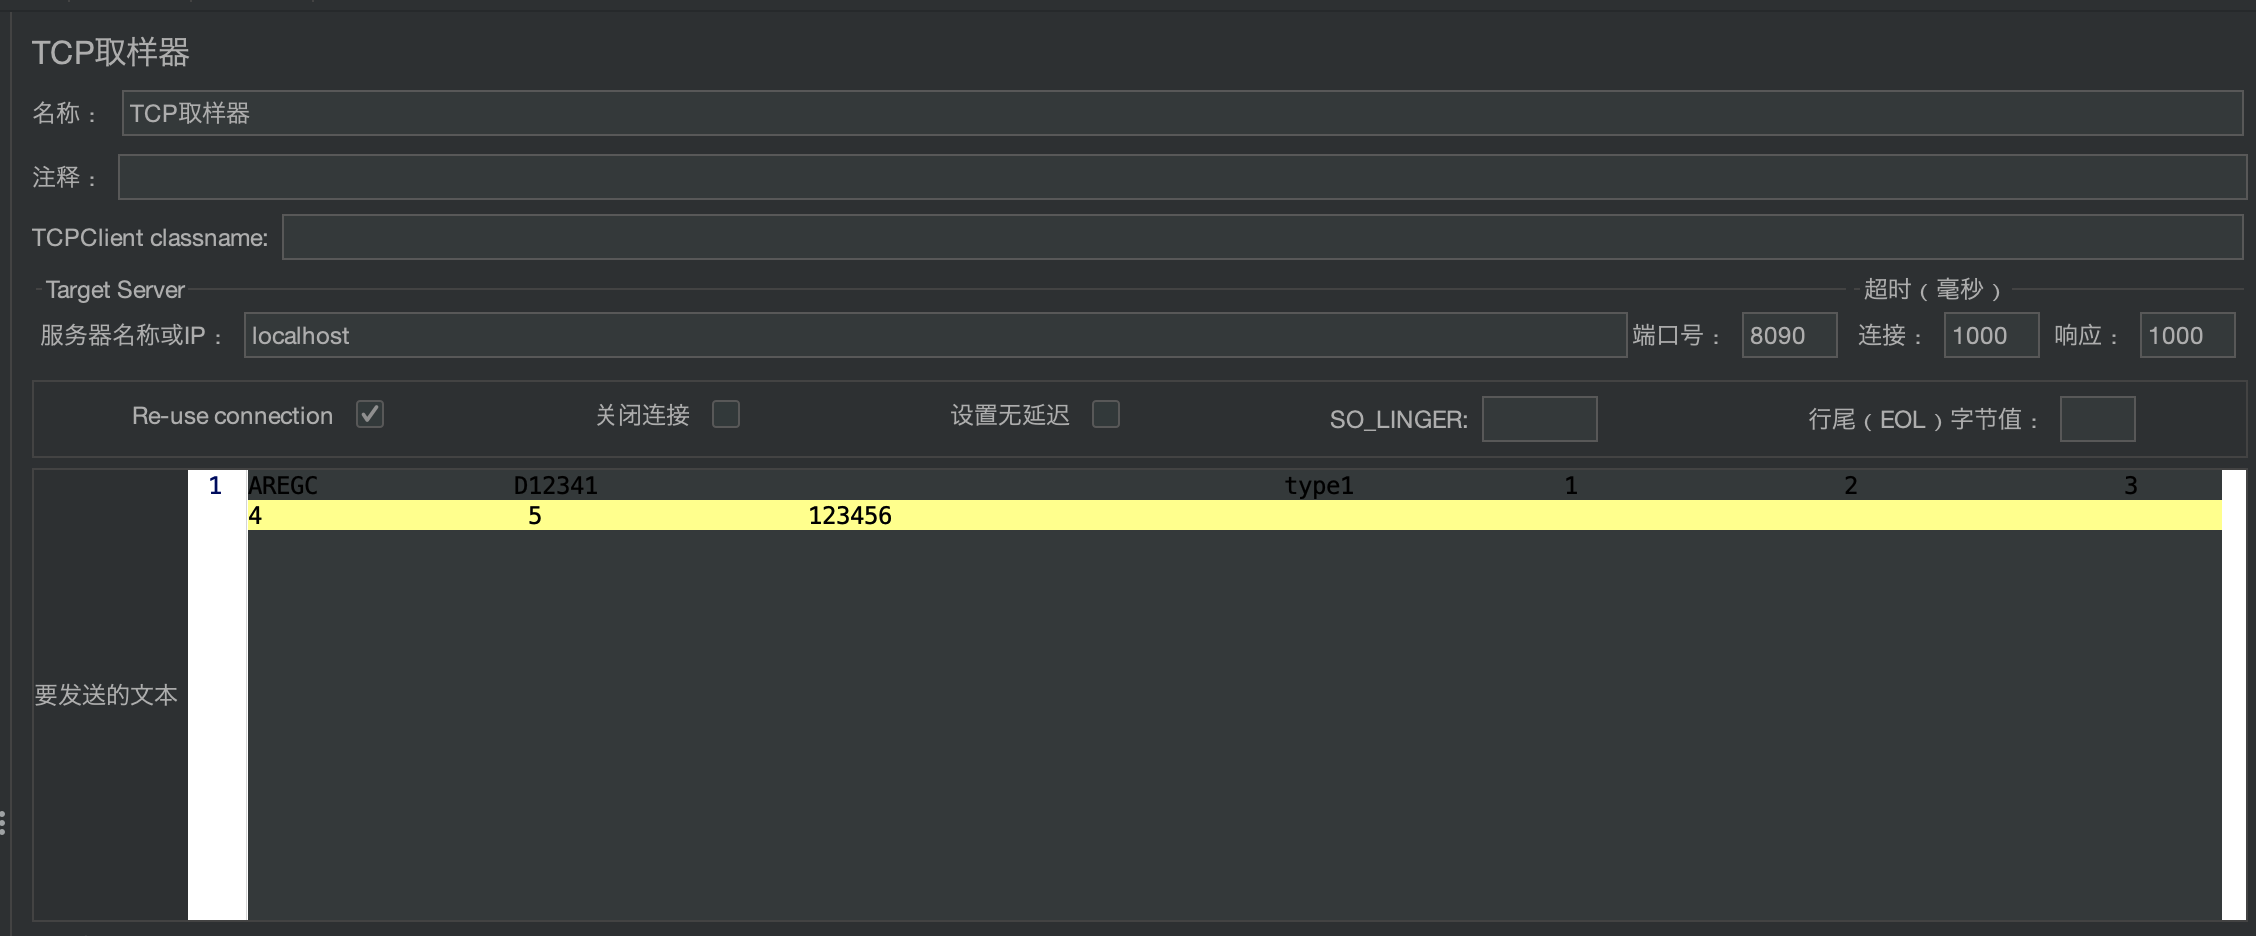 TCP取样器
名称： TCP取样器
注释：
TCPClient classname:
Target Server 超时（毫秒）
服务器名称或IP： localhost 端口号： 8090 连接： 1000 响应： 1000
Re-use connection 关闭连接 设置无延迟 SO_LINGER: 行尾（EOL）字节值：
1 AREGC D12341 type1 1 2 3
4 5 123456
要发送的文本